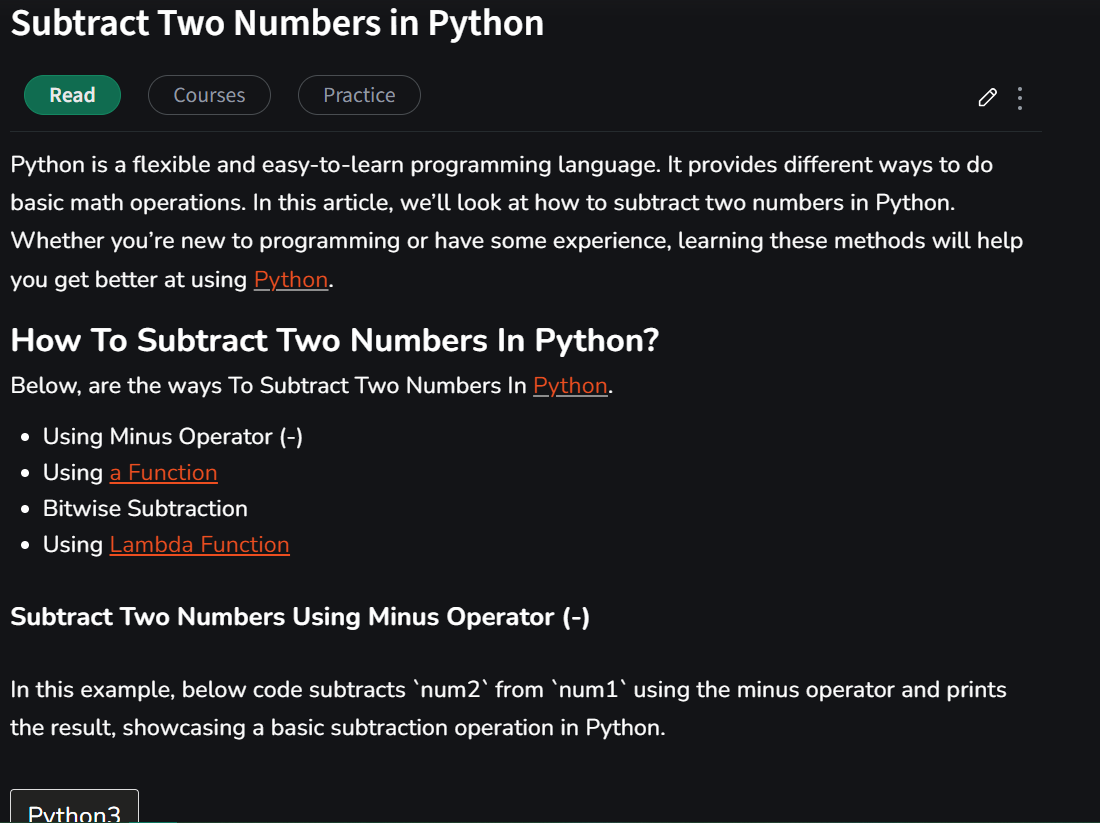 Subtract Two Numbers in Python
Read Courses Practice
Python is a flexible and easy-to-learn programming language. It provides different ways to do
basic math operations. In this article, we’ll look at how to subtract two numbers in Python.
Whether you’re new to programming or have some experience, learning these methods will help
you get better at using Python.
How To Subtract Two Numbers In Python?
Below, are the ways To Subtract Two Numbers In Python.
• Using Minus Operator (-)
• Using a Function
• Bitwise Subtraction
• Using Lambda Function
Subtract Two Numbers Using Minus Operator (-)
In this example, below code subtracts `num2` from `num1` using the minus operator and prints
the result, showcasing a basic subtraction operation in Python.
Python3